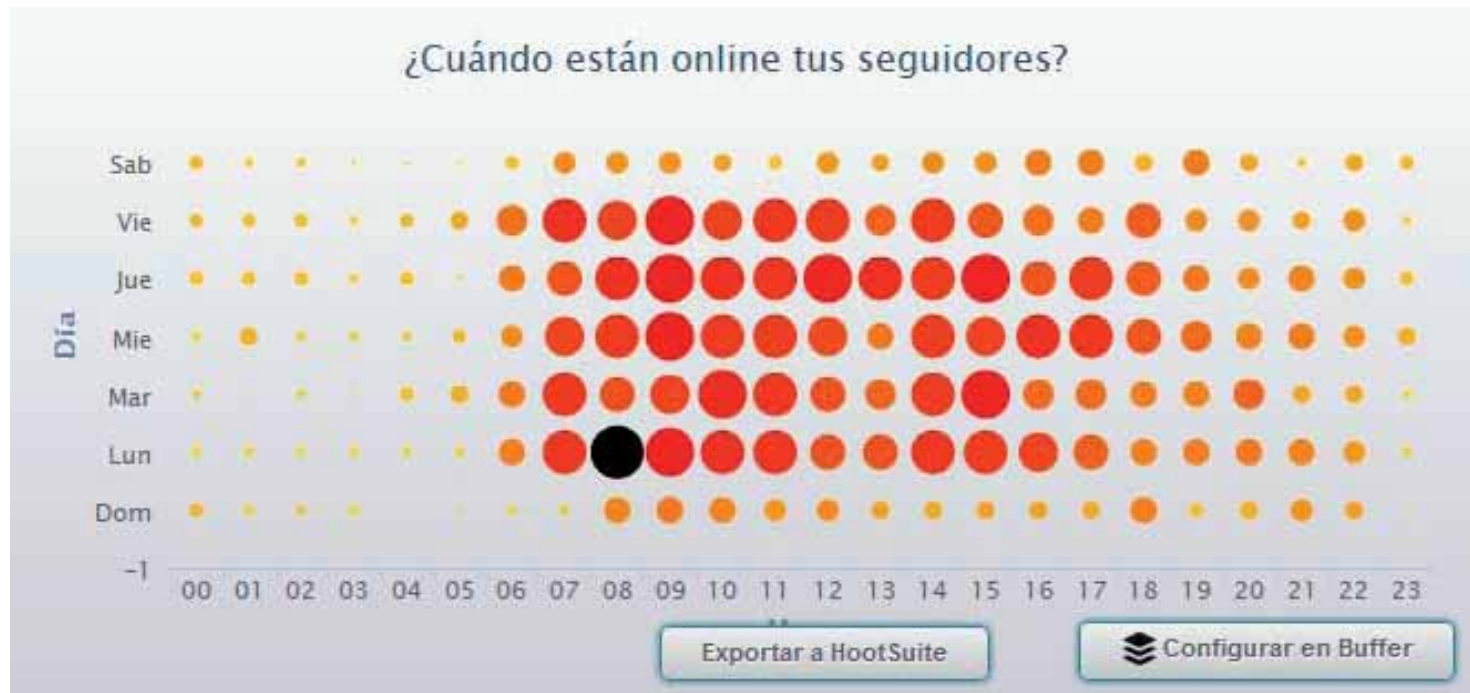 ¿Cuándo están online tus seguidores?
Sab
Vie
Jue
Mie
Mar
Lun
Dom
-1
Día
00 01 02 03 04 05 06 07 08 09 10 11 12 13 14 15 16 17 18 19 20 21 22 23
Exportar a HootSuite
Configurar en Buffer